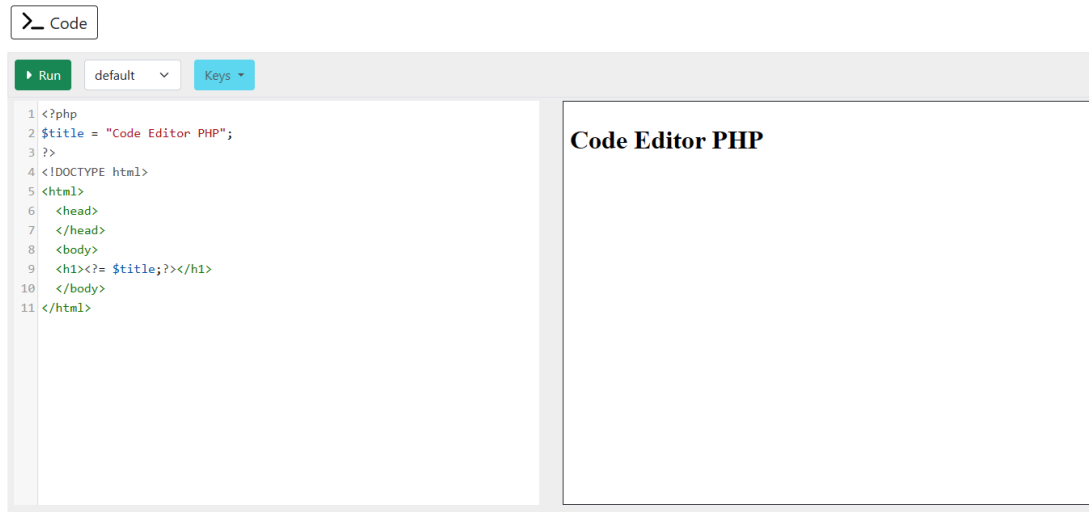 >_ Code
Run default Keys
1 <?php
2 $title = "Code Editor PHP";
3 ?>
4 <!DOCTYPE html>
5 <html>
6   <head>
7   </head>
8   <body>
9   <h1><?= $title;?></h1>
10   </body>
11 </html>
Code Editor PHP